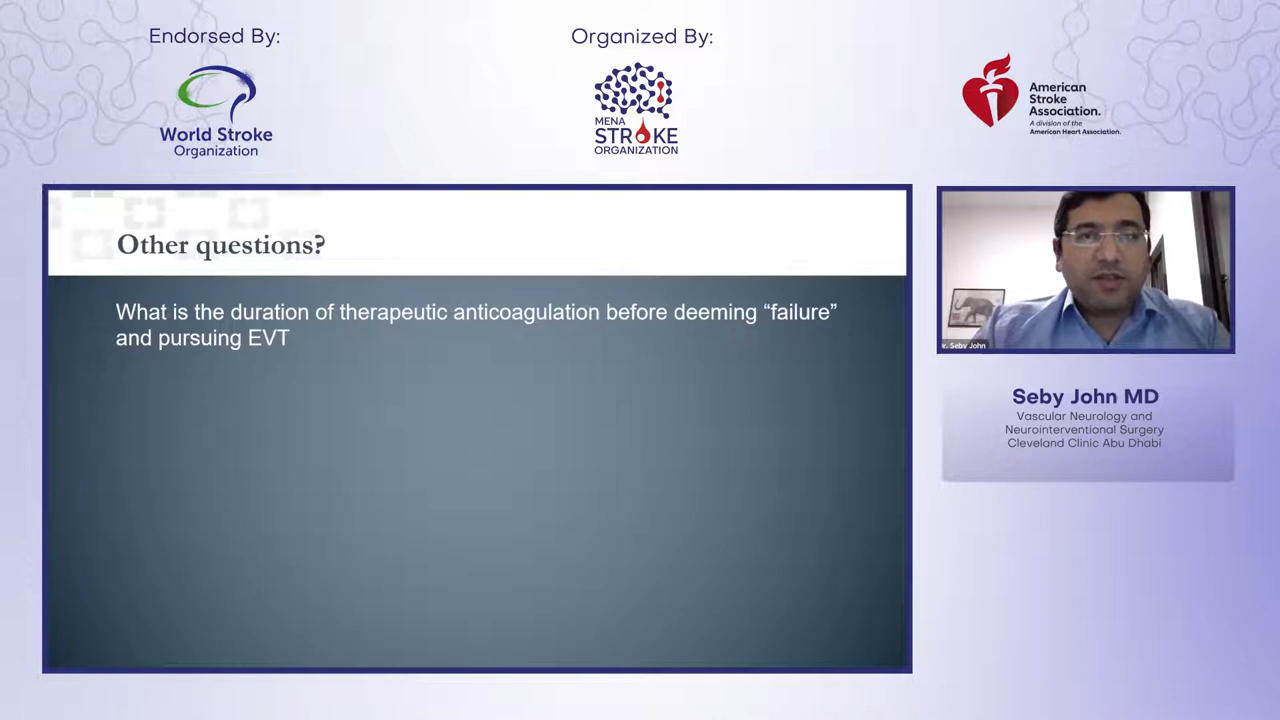 Endorsed By:
World Stroke
Organization
Organized By:
MENA
STROKE
ORGANIZATION
American
Stroke
Association.
A division of the
American Heart Association.
Other questions?
What is the duration of therapeutic anticoagulation before deeming “failure”
and pursuing EVT
r. Seby John
Seby John MD
Vascular Neurology and
Neurointerventional Surgery
Cleveland Clinic Abu Dhabi